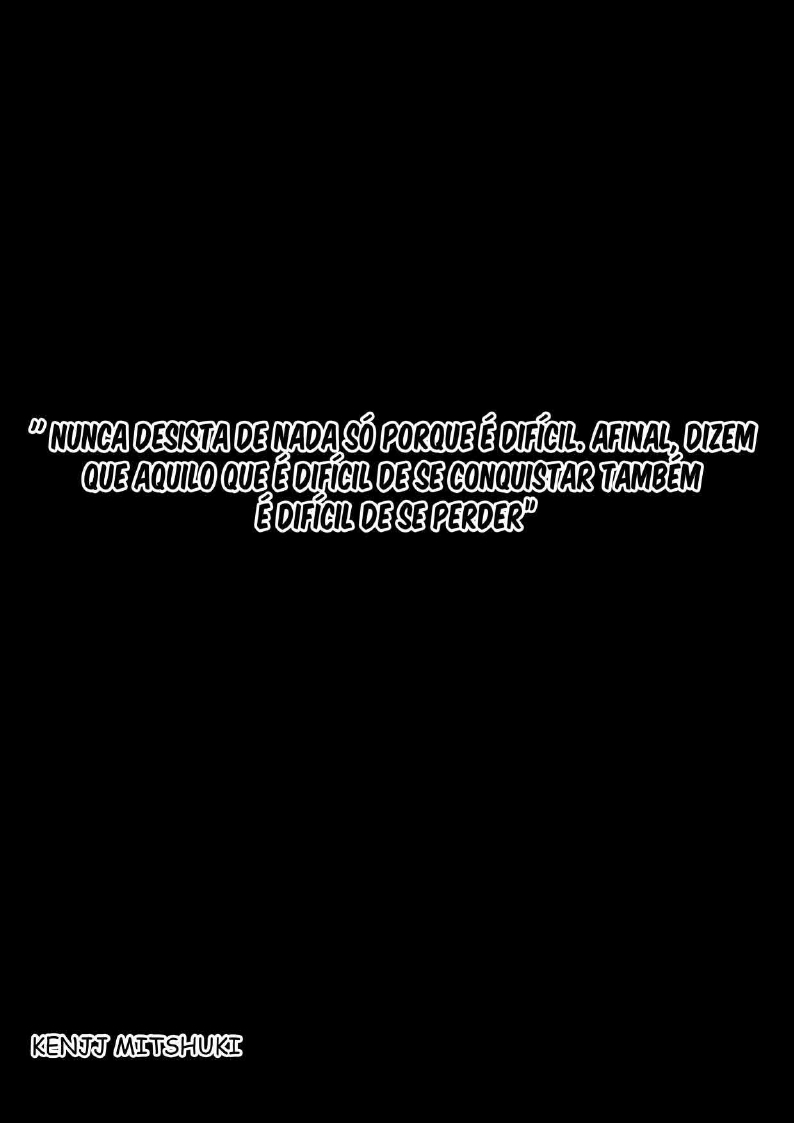 " NUNCA DESISTA DE NADA SÓ PORQUE É DIFÍCIL. AFINAL, DIZEM
QUE AQUILO QUE É DIFÍCIL DE SE CONQUISTAR TAMBÉM
É DIFÍCIL DE SE PERDER"
KENJJ MITSHUKI